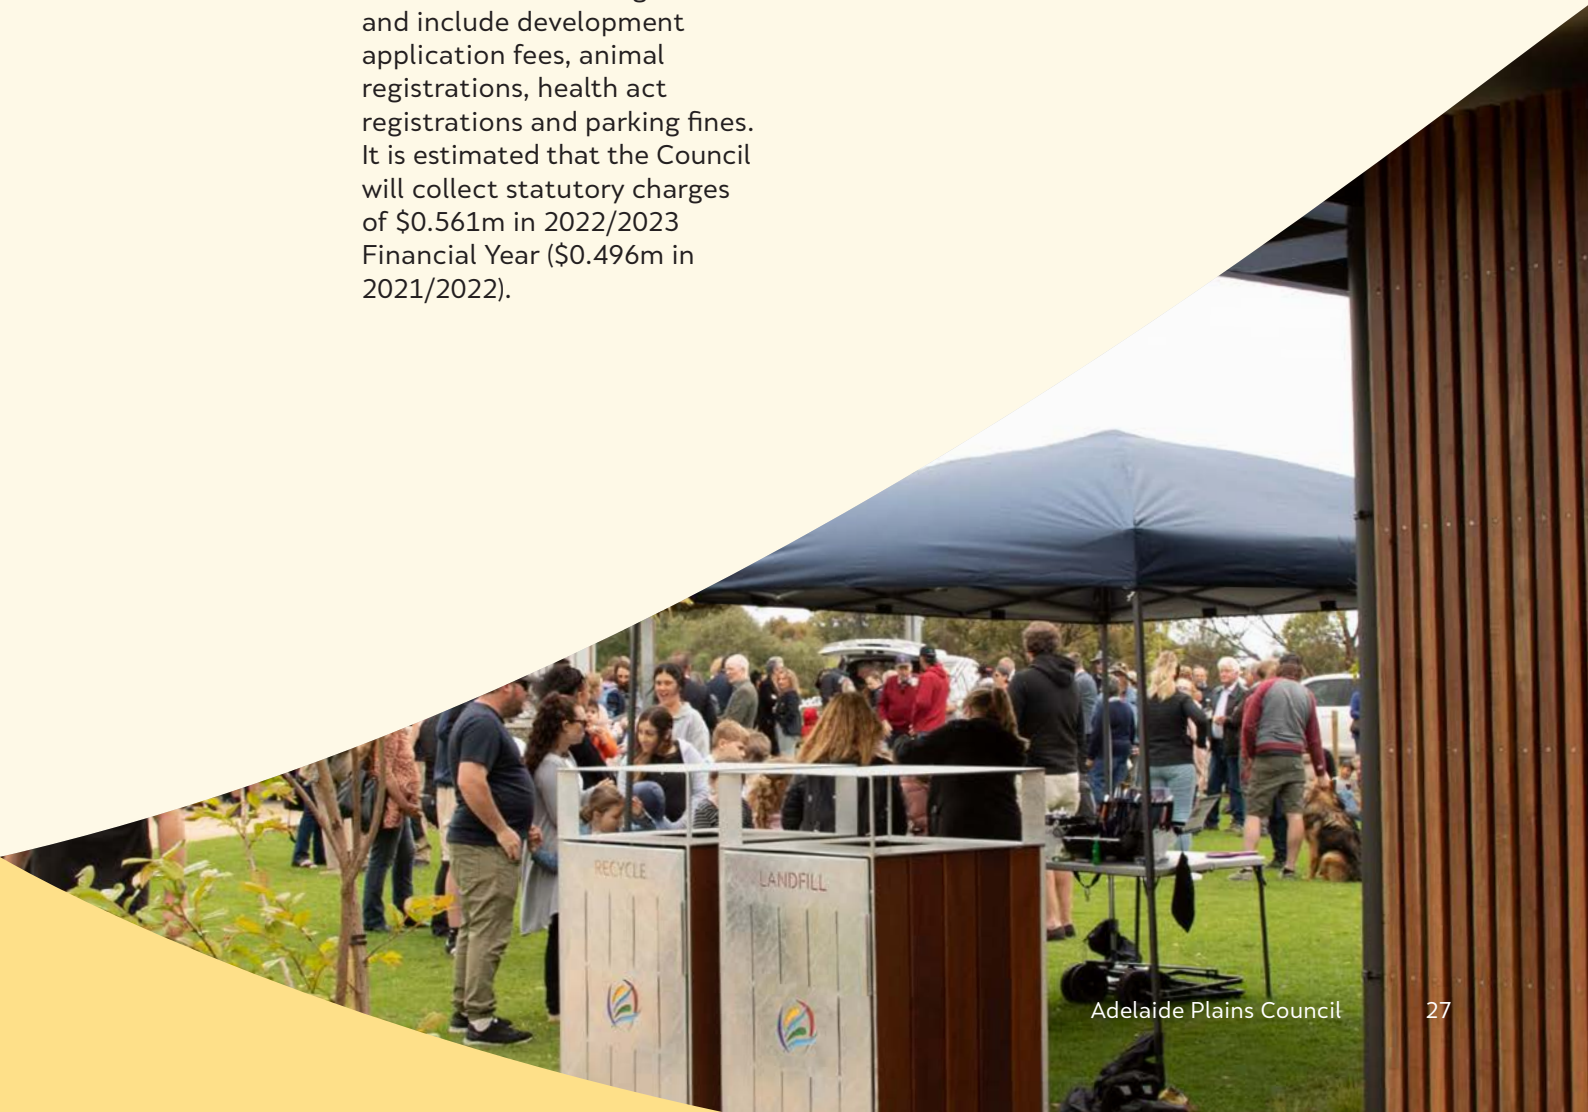 and include development
application fees, animal
registrations, health act
registrations and parking fines.
It is estimated that the Council
will collect statutory charges
of $0.561m in 2022/2023
Financial Year ($0.496m in
2021/2022).
RECYCLE
LANDFILL
Adelaide Plains Council 27